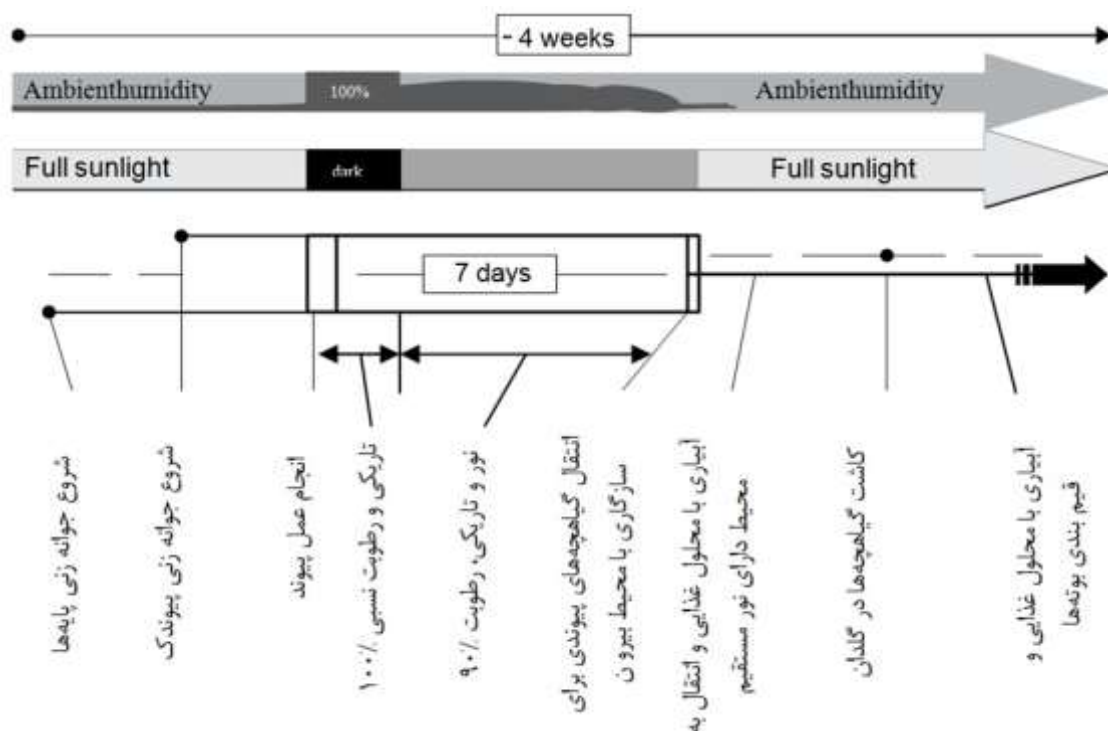 - 4 weeks
Ambienthumidity
100%
Ambienthumidity
Full sunlight
dark
Full sunlight
7 days
شروع جوانه زنی پایه‌ها
شروع جوانه زنی پیوندک
انجام عمل پیوند
تاریکی و رطوبت نسبی ۱۰۰٪
نور و تاریکی، رطوبت ۹۰٪
انتقال گیاهچه‌های پیوندی برای
سازگاری با محیط بیرون
آبیاری با محلول غذایی و انتقال به
محیط دارای نور مستقیم
کاشت گیاهچه‌ها در گلدان
آبیاری با محلول غذایی و
قیم بندی بوته‌ها